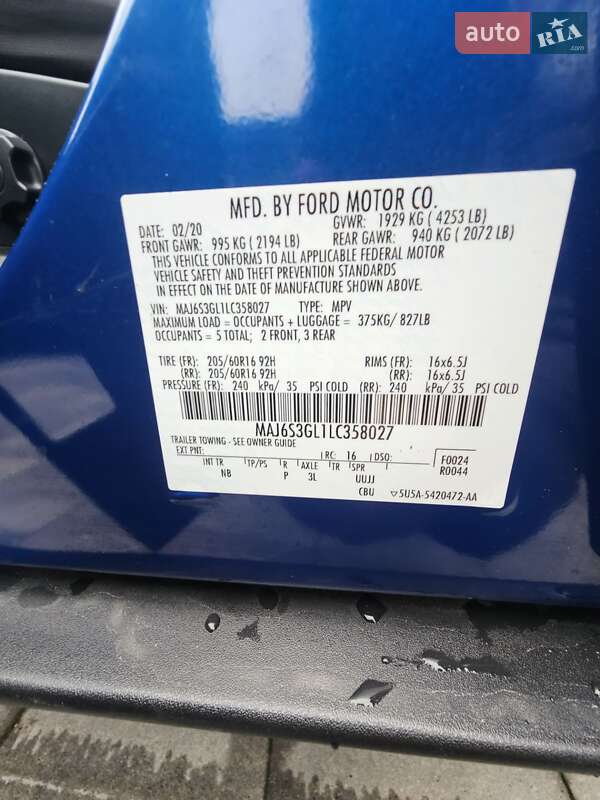 auto RIA.com
MFD. BY FORD MOTOR CO.
DATE: 02/20 GVWR: 1929 KG ( 4253 LB)
FRONT GAWR: 995 KG ( 2194 LB) REAR GAWR: 940 KG ( 2072 LB)
THIS VEHICLE CONFORMS TO ALL APPLICABLE FEDERAL MOTOR
VEHICLE SAFETY AND THEFT PREVENTION STANDARDS
IN EFFECT ON THE DATE OF MANUFACTURE SHOWN ABOVE.
VIN: MAJ6S3GL1LC358027 TYPE: MPV
MAXIMUM LOAD = OCCUPANTS + LUGGAGE = 375KG/ 827LB
OCCUPANTS = 5 TOTAL; 2 FRONT, 3 REAR
TIRE (FR): 205/60R16 92H RIMS (FR): 16x6.5J
(RR): 205/60R16 92H (RR): 16x6.5J
PRESSURE (FR): 240 kPa/ 35 PSI COLD (RR): 240 kPa/ 35 PSI COLD
MAJ6S3GL1LC358027
TRAILER TOWING - SEE OWNER GUIDE
EXT PNT: RC: 16 DSO: F0024
INT TR TP/PS R AXLE TR SPR R0044
NB P 3L UUJJ
CBU ▽5U5A-5420472-AA